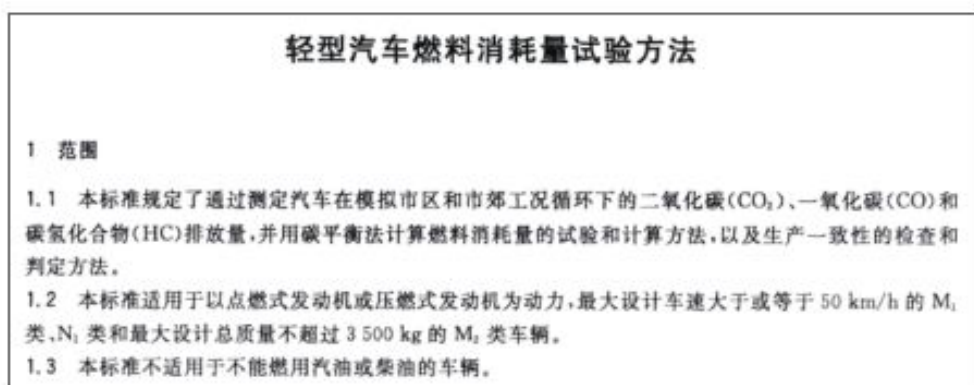 轻型汽车燃料消耗量试验方法
1 范围
1.1 本标准规定了通过测定汽车在模拟市区和市郊工况循环下的二氧化碳(CO₂)、一氧化碳(CO)和
碳氢化合物(HC)排放量,并用碳平衡法计算燃料消耗量的试验和计算方法,以及生产一致性的检查和
判定方法。
1.2 本标准适用于以点燃式发动机或压燃式发动机为动力,最大设计车速大于或等于 50 km/h 的 M₁
类、N₁ 类和最大设计总质量不超过 3 500 kg 的 M₂ 类车辆。
1.3 本标准不适用于不能燃用汽油或柴油的车辆。